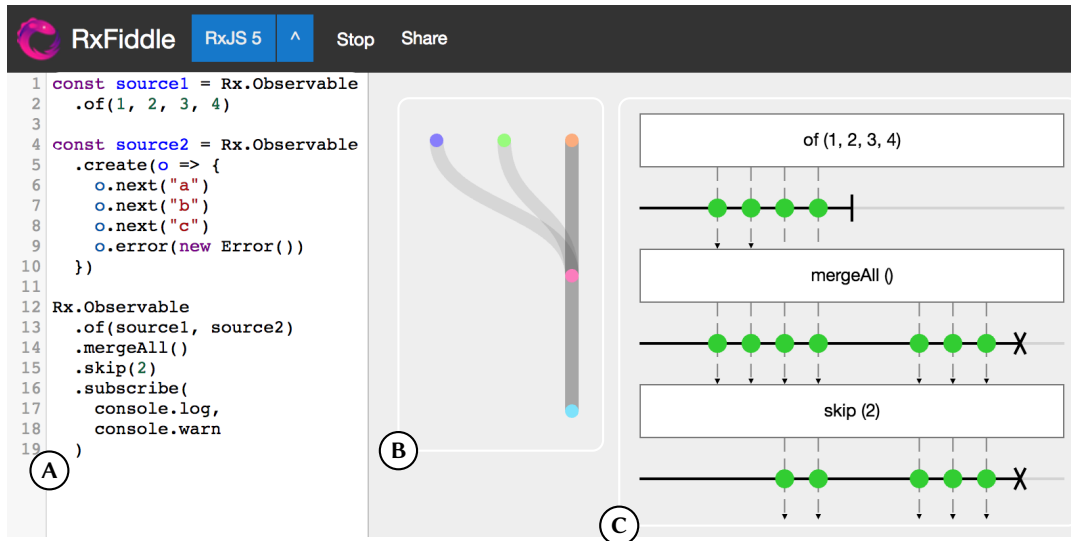 RxFiddle RxJS 5 ^ Stop Share
1 const source1 = Rx.Observable
2 .of(1, 2, 3, 4)
3
4 const source2 = Rx.Observable
5 .create(o => {
6 o.next("a")
7 o.next("b")
8 o.next("c")
9 o.error(new Error())
10 })
11
12 Rx.Observable
13 .of(source1, source2)
14 .mergeAll()
15 .skip(2)
16 .subscribe(
17 console.log,
18 console.warn
19 )
A
B
of (1, 2, 3, 4)
mergeAll ()
skip (2)
C